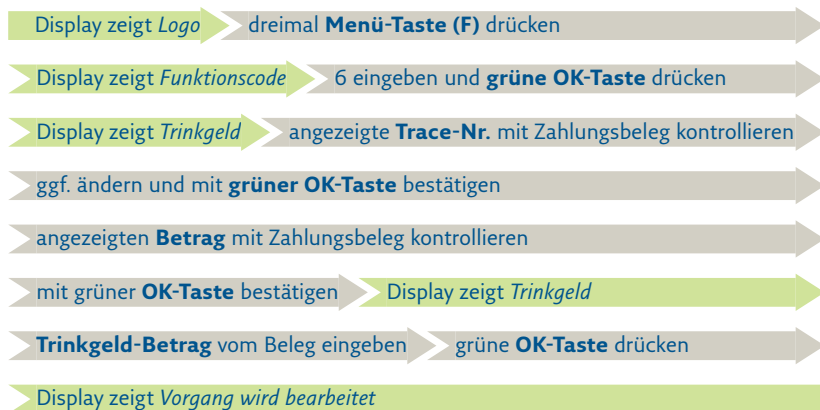 Display zeigt Logo dreimal Menü-Taste (F) drücken
Display zeigt Funktionscode 6 eingeben und grüne OK-Taste drücken
Display zeigt Trinkgeld angezeigte Trace-Nr. mit Zahlungsbeleg kontrollieren
ggf. ändern und mit grüner OK-Taste bestätigen
angezeigten Betrag mit Zahlungsbeleg kontrollieren
mit grüner OK-Taste bestätigen Display zeigt Trinkgeld
Trinkgeld-Betrag vom Beleg eingeben grüne OK-Taste drücken
Display zeigt Vorgang wird bearbeitet